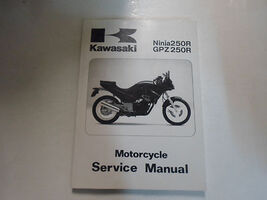 Kawasaki
Ninja250R
GPZ250R
Motorcycle
Service Manual